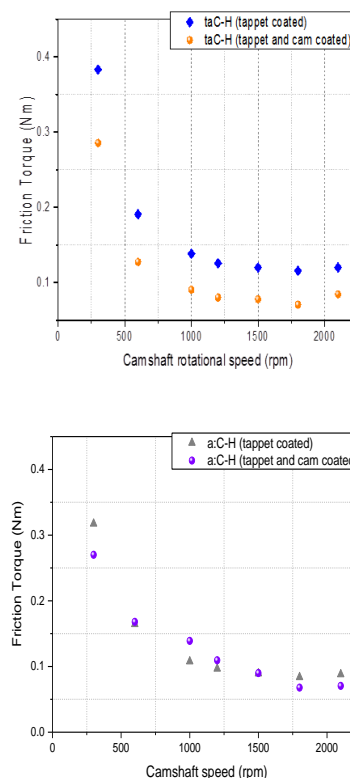 taC-H (tappet coated)
taC-H (tappet and cam coated)
0.4
0.3
0.2
0.1
Friction Torque (Nm)
0
500
1000
1500
2000
Camshaft rotational speed (rpm)
a:C-H (tappet coated)
a:C-H (tappet and cam coated
0.4
0.3
0.2
0.1
0.0
Friction Torque (Nm)
0
500
1000
1500
2000
Camshaft speed (rpm)